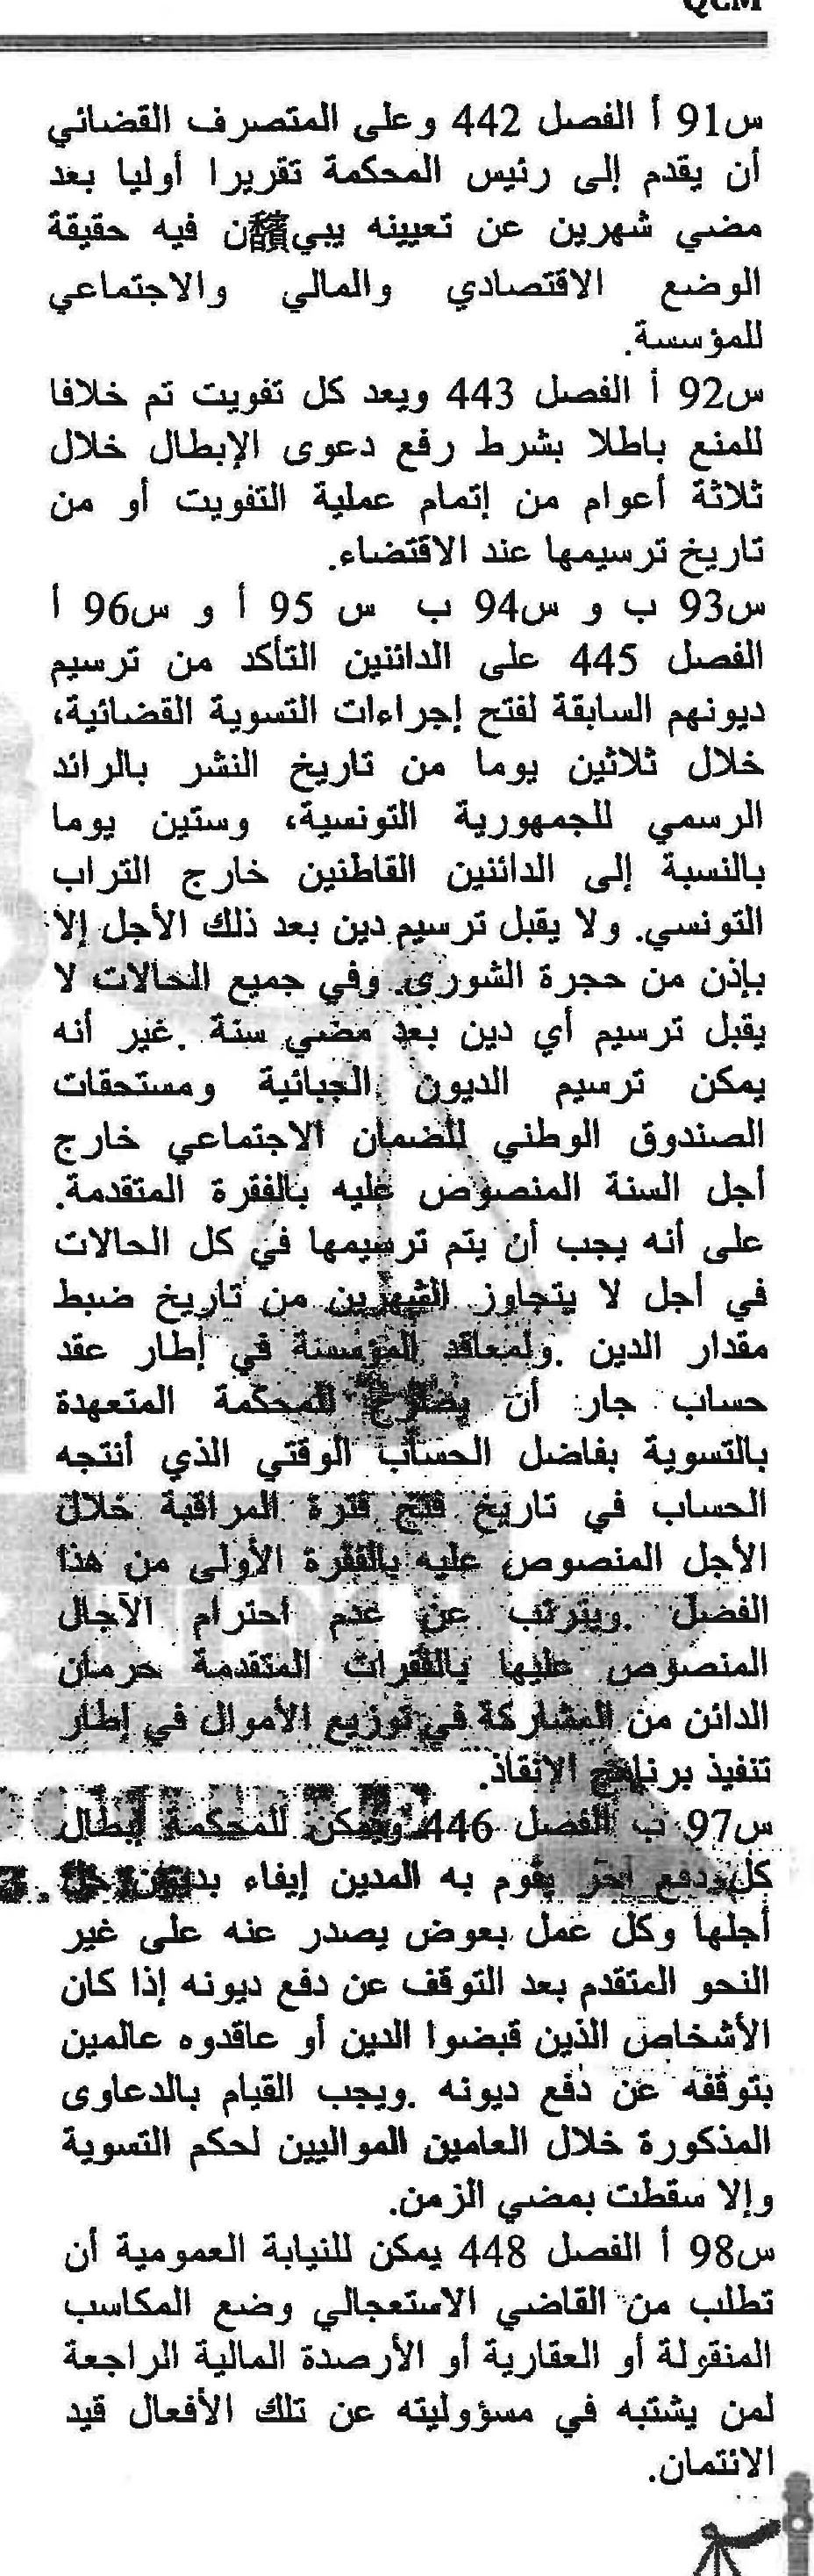 QCM
س91 أ الفصل 442 وعلى المتصرف القضائي
أن يقدم إلى رئيس المحكمة تقريرا أوليا بعد
مضي شهرين عن تعيينه يبي ن فيه حقيقة
الوضع الاقتصادي والمالي والاجتماعي
للمؤسسة.
س92 أ الفصل 443 ويعد كل تفويت تم خلافا
للمنع باطلا بشرط رفع دعوى الإبطال خلال
ثلاثة أعوام من إتمام عملية التفويت أو من
تاريخ ترسيمها عند الاقتضاء.
س93 ب و س94 ب س 95 أ و س96 أ
الفصل 445 على الدائنين التأكد من ترسيم
ديونهم السابقة لفتح إجراءات التسوية القضائية،
خلال ثلاثين يوما من تاريخ النشر بالرائد
الرسمي للجمهورية التونسية، وستين يوما
بالنسبة إلى الدائنين القاطنين خارج التراب
التونسي. ولا يقبل ترسيم دين بعد ذلك الأجل إلا
بإذن من حجرة الشورى. وفي جميع الحالات لا
يقبل ترسيم أي دين بعد مضي سنة .غير أنه
يمكن ترسيم الديون الجبائية ومستحقات
الصندوق الوطني للضمان الاجتماعي خارج
أجل السنة المنصوص عليه بالفقرة المتقدمة.
على أنه يجب أن يتم ترسيمها في كل الحالات
في أجل لا يتجاوز الشهرين من تاريخ ضبط
مقدار الدين .ولمعاقد المؤسسة في إطار عقد
حساب جار أن يصرح للمحكمة المتعهدة
بالتسوية بفاضل الحساب الوقتي الذي أنتجه
الحساب في تاريخ فتح فترة المراقبة خلال
الأجل المنصوص عليه بالفقرة الأولى من هذا
الفصل .ويترتب عن عدم احترام الآجال
المنصوص عليها بالفقرات المتقدمة حرمان
الدائن من المشاركة في توزيع الأموال في إطار
تنفيذ برنامج الإنقاذ.
س97 ب الفصل 446 ويمكن للمحكمة إبطال
كل دفع آخر يقوم به المدين إيفاء بديون حل
أجلها وكل عمل بعوض يصدر عنه على غير
النحو المتقدم بعد التوقف عن دفع ديونه إذا كان
الأشخاص الذين قبضوا الدين أو عاقدوه عالمين
بتوقفه عن دفع ديونه .ويجب القيام بالدعاوى
المذكورة خلال العامين المواليين لحكم التسوية
وإلا سقطت بمضي الزمن.
س98 أ الفصل 448 يمكن للنيابة العمومية أن
تطلب من القاضي الاستعجالي وضع المكاسب
المنقولة أو العقارية أو الأرصدة المالية الراجعة
لمن يشتبه في مسؤوليته عن تلك الأفعال قيد
الائتمان.